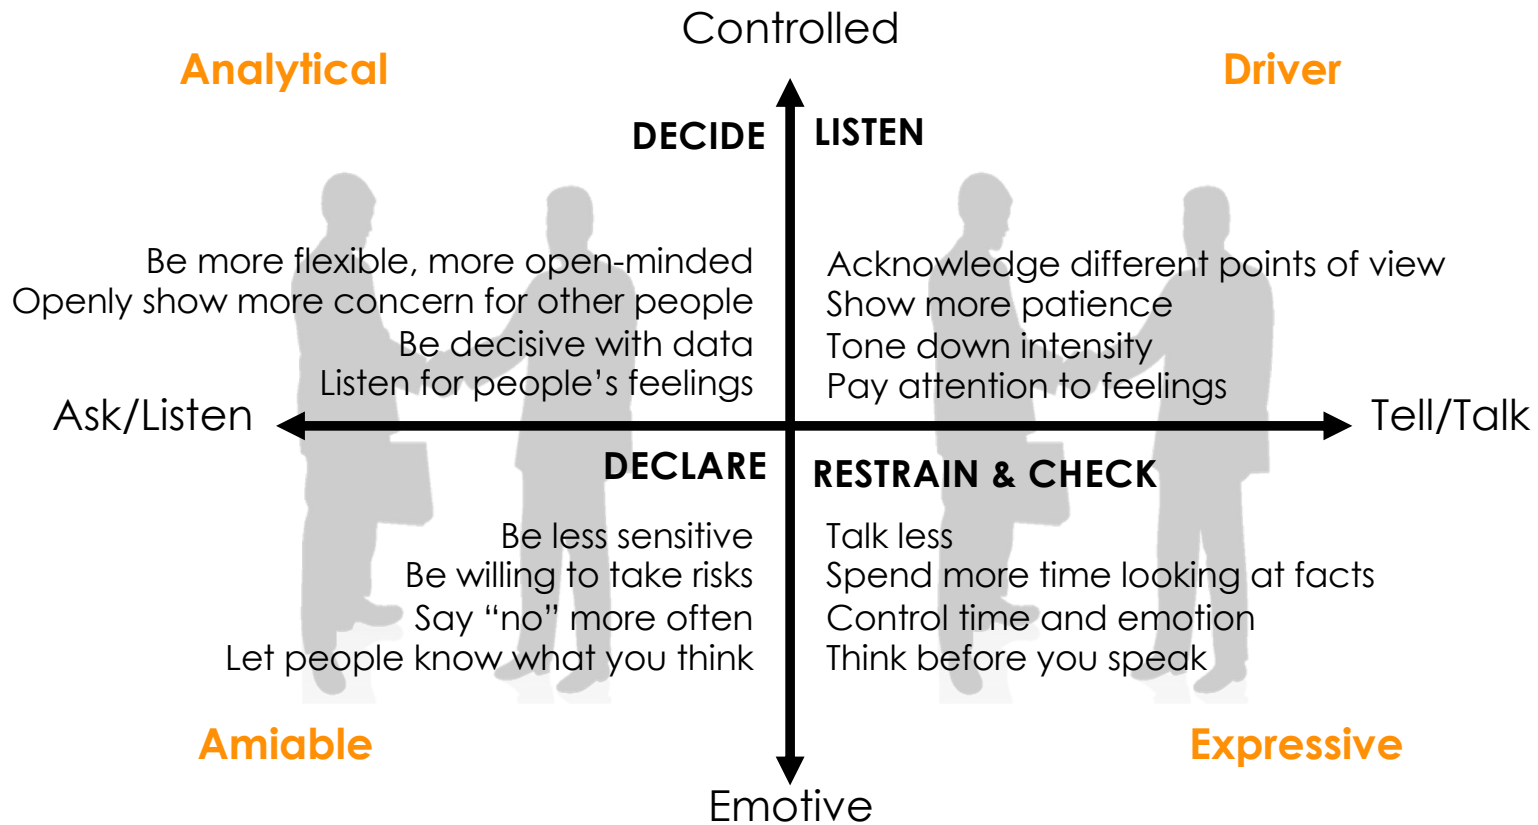 Controlled
Analytical
Driver
DECIDE
LISTEN
Be more flexible, more open-minded
Openly show more concern for other people
Be decisive with data
Listen for people’s feelings
Acknowledge different points of view
Show more patience
Tone down intensity
Pay attention to feelings
Ask/Listen
Tell/Talk
DECLARE
RESTRAIN & CHECK
Be less sensitive
Be willing to take risks
Say “no” more often
Let people know what you think
Talk less
Spend more time looking at facts
Control time and emotion
Think before you speak
Amiable
Expressive
Emotive